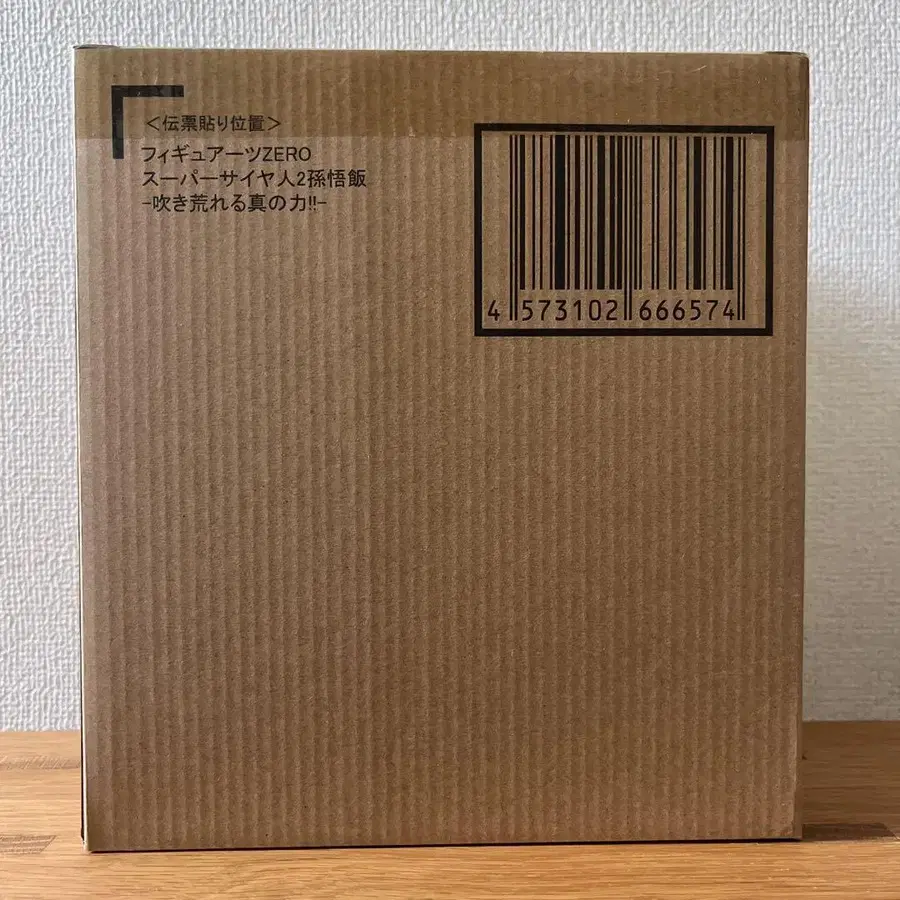 ＜伝票貼り位置＞
フィギュアーツZERO
スーパーサイヤ人2孫悟飯
-吹き荒れる真の力!!-
4 573102 666574